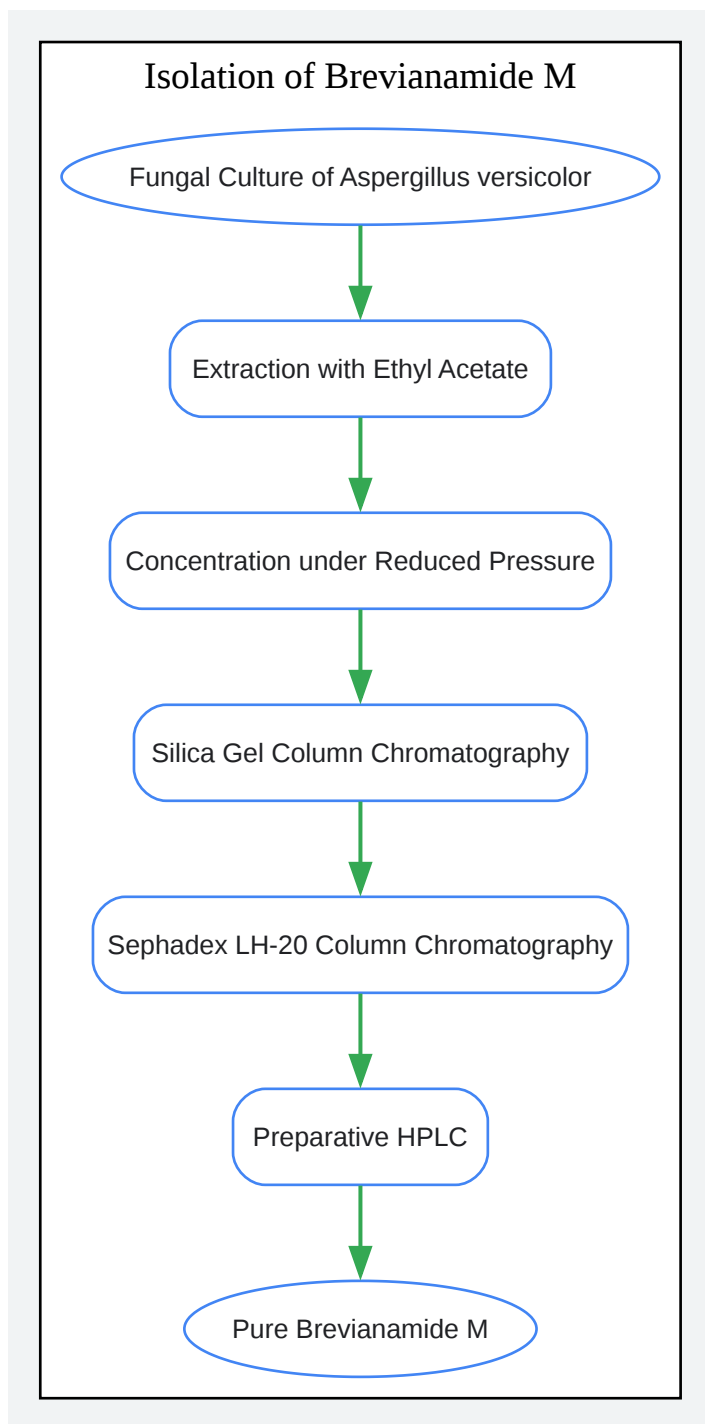 Isolation of Brevianamide M
Fungal Culture of Aspergillus versicolor
Extraction with Ethyl Acetate
Concentration under Reduced Pressure
Silica Gel Column Chromatography
Sephadex LH-20 Column Chromatography
Preparative HPLC
Pure Brevianamide M